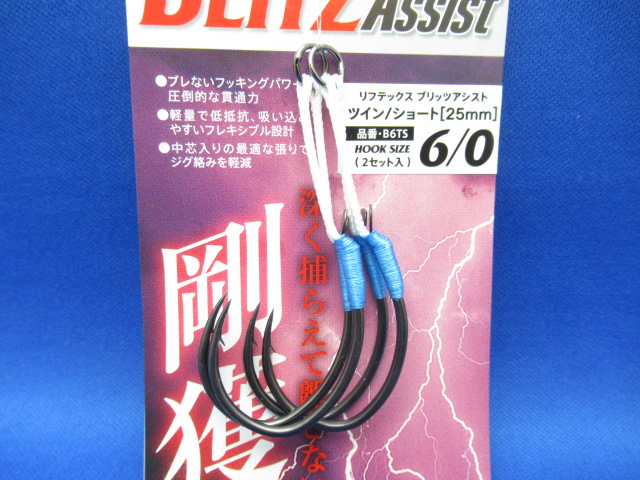 BLITZ
ASSIST
●ブレないフッキングパワー
圧倒的な貫通力
●軽量で低抵抗、吸い込み
やすいフレキシブル設計
●中芯入りの最適な張りで
ジグ絡みを軽減
リフテックス ブリッツアシスト
ツイン/ショート[25mm]
品番・B6TS
HOOK SIZE
(2セット入)
6/0
深く捕らえて
剛獲